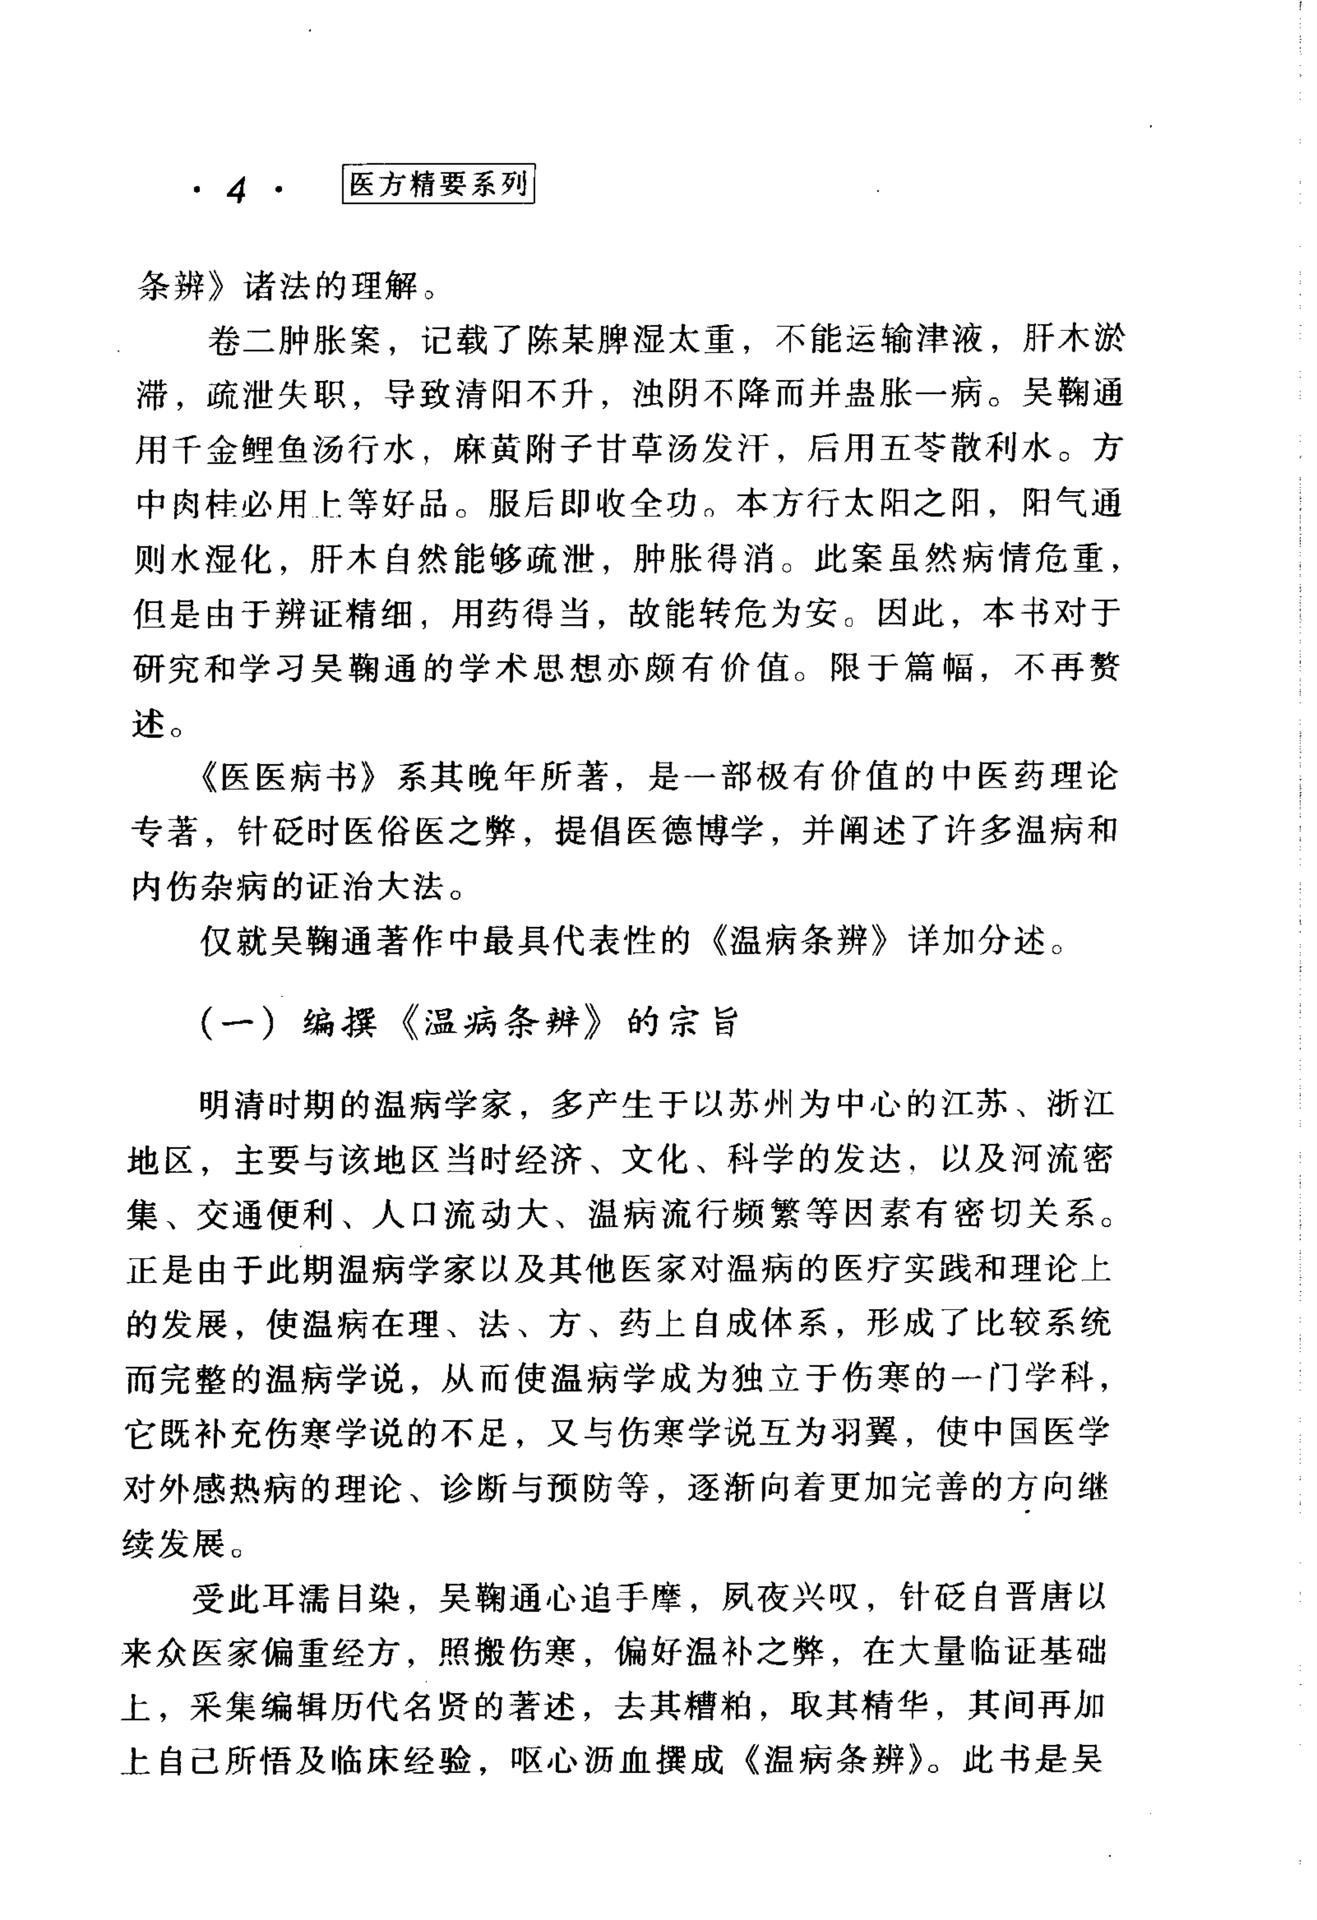 · 4 · 医方精要系列
条辨》诸法的理解。
卷二肿胀案，记载了陈某脾湿太重，不能运输津液，肝木淤
滞，疏泄失职，导致清阳不升，浊阴不降而并蛊胀一病。吴鞠通
用千金鲤鱼汤行水，麻黄附子甘草汤发汗，后用五苓散利水。方
中肉桂必用上等好品。服后即收全功。本方行太阳之阳，阳气通
则水湿化，肝木自然能够疏泄，肿胀得消。此案虽然病情危重，
但是由于辨证精细，用药得当，故能转危为安。因此，本书对于
研究和学习吴鞠通的学术思想亦颇有价值。限于篇幅，不再赘
述。
《医医病书》系其晚年所著，是一部极有价值的中医药理论
专著，针砭时医俗医之弊，提倡医德博学，并阐述了许多温病和
内伤杂病的证治大法。
仅就吴鞠通著作中最具代表性的《温病条辨》详加分述。
(一) 编撰《温病条辨》的宗旨
明清时期的温病学家，多产生于以苏州为中心的江苏、浙江
地区，主要与该地区当时经济、文化、科学的发达，以及河流密
集、交通便利、人口流动大、温病流行频繁等因素有密切关系。
正是由于此期温病学家以及其他医家对温病的医疗实践和理论上
的发展，使温病在理、法、方、药上自成体系，形成了比较系统
而完整的温病学说，从而使温病学成为独立于伤寒的一门学科，
它既补充伤寒学说的不足，又与伤寒学说互为羽翼，使中国医学
对外感热病的理论、诊断与预防等，逐渐向着更加完善的方向继
续发展。
受此耳濡目染，吴鞠通心追手摩，夙夜兴叹，针砭自晋唐以
来众医家偏重经方，照搬伤寒，偏好温补之弊，在大量临证基础
上，采集编辑历代名贤的著述，去其糟粕，取其精华，其间再加
上自己所悟及临床经验，呕心沥血撰成《温病条辨》。此书是吴